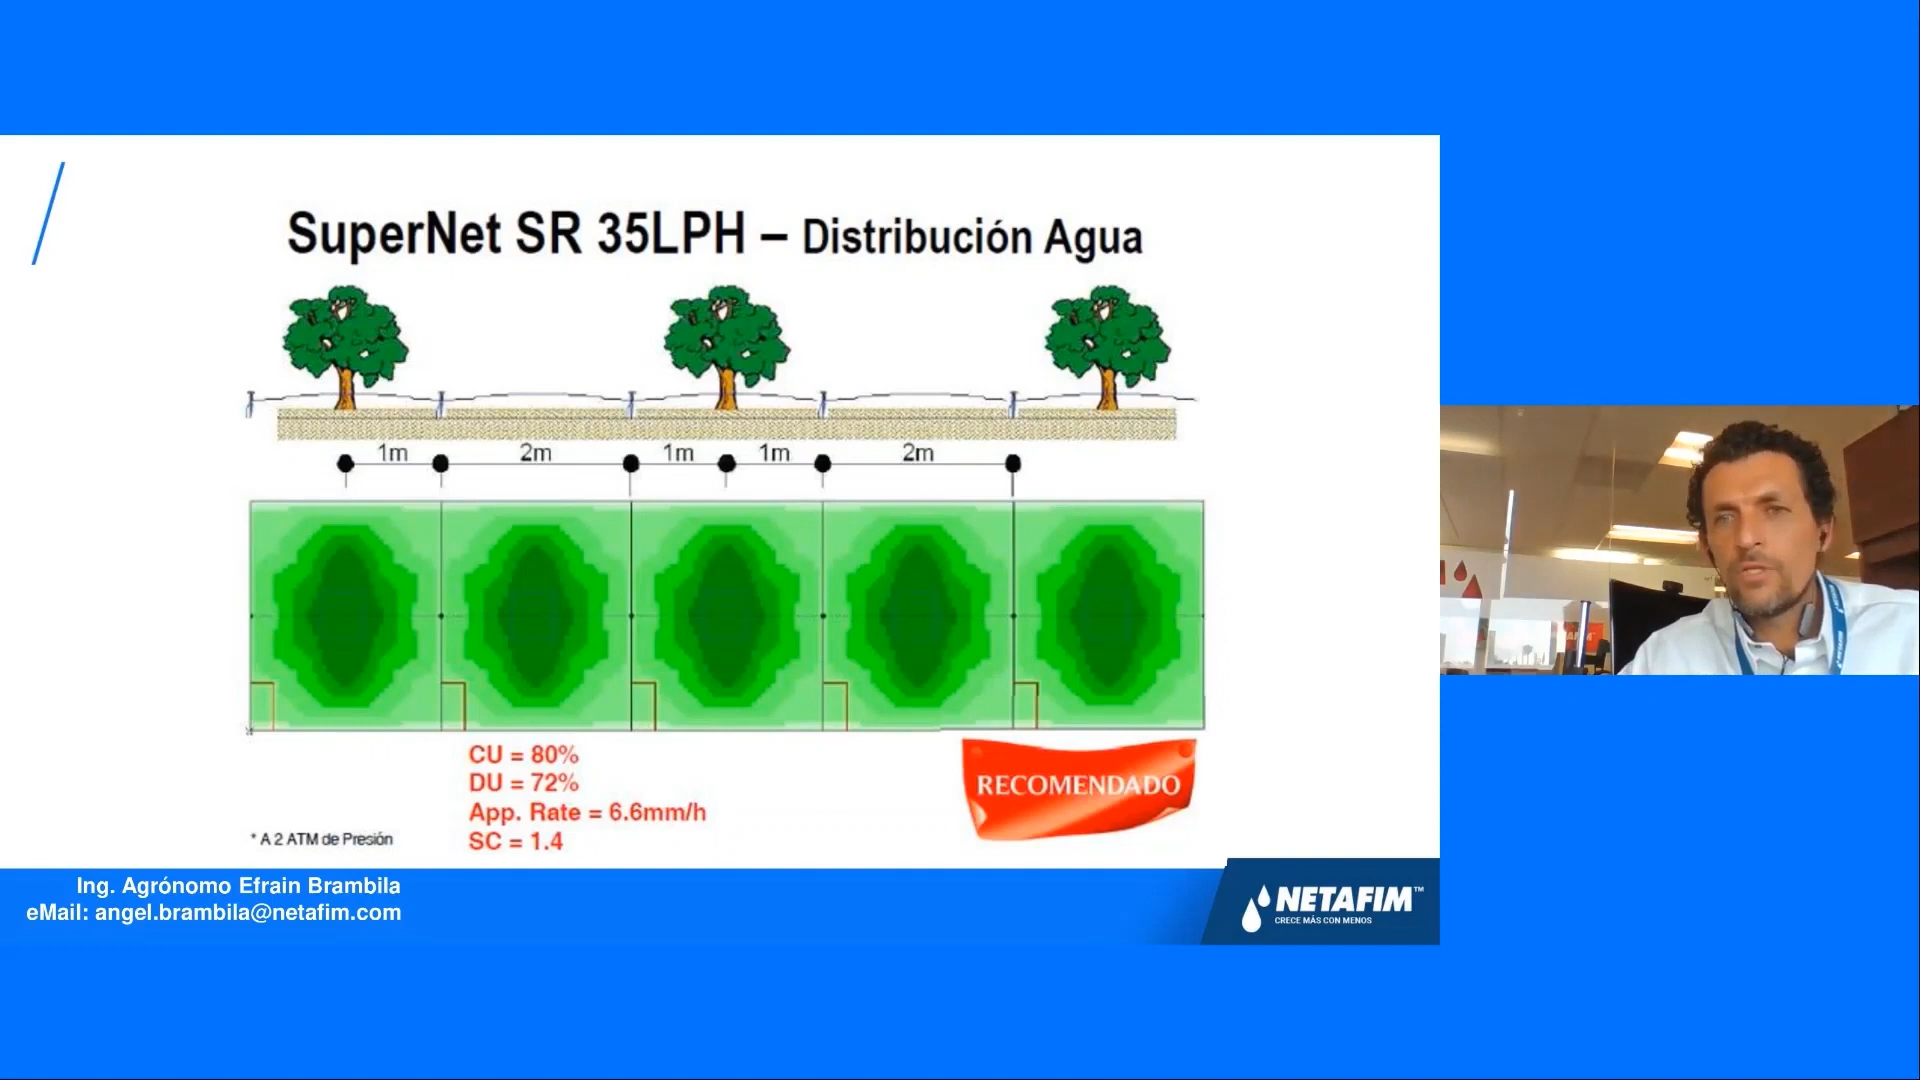 SuperNet SR 35LPH – Distribución Agua
1m
2m
1m
1m
2m
CU = 80%
DU = 72%
App. Rate = 6.6mm/h
SC = 1.4
* A 2 ATM de Presión
RECOMENDADO
Ing. Agrónomo Efrain Brambila
eMail: angel.brambila@netafim.com
NETAFIM™
CRECE MÁS CON MENOS